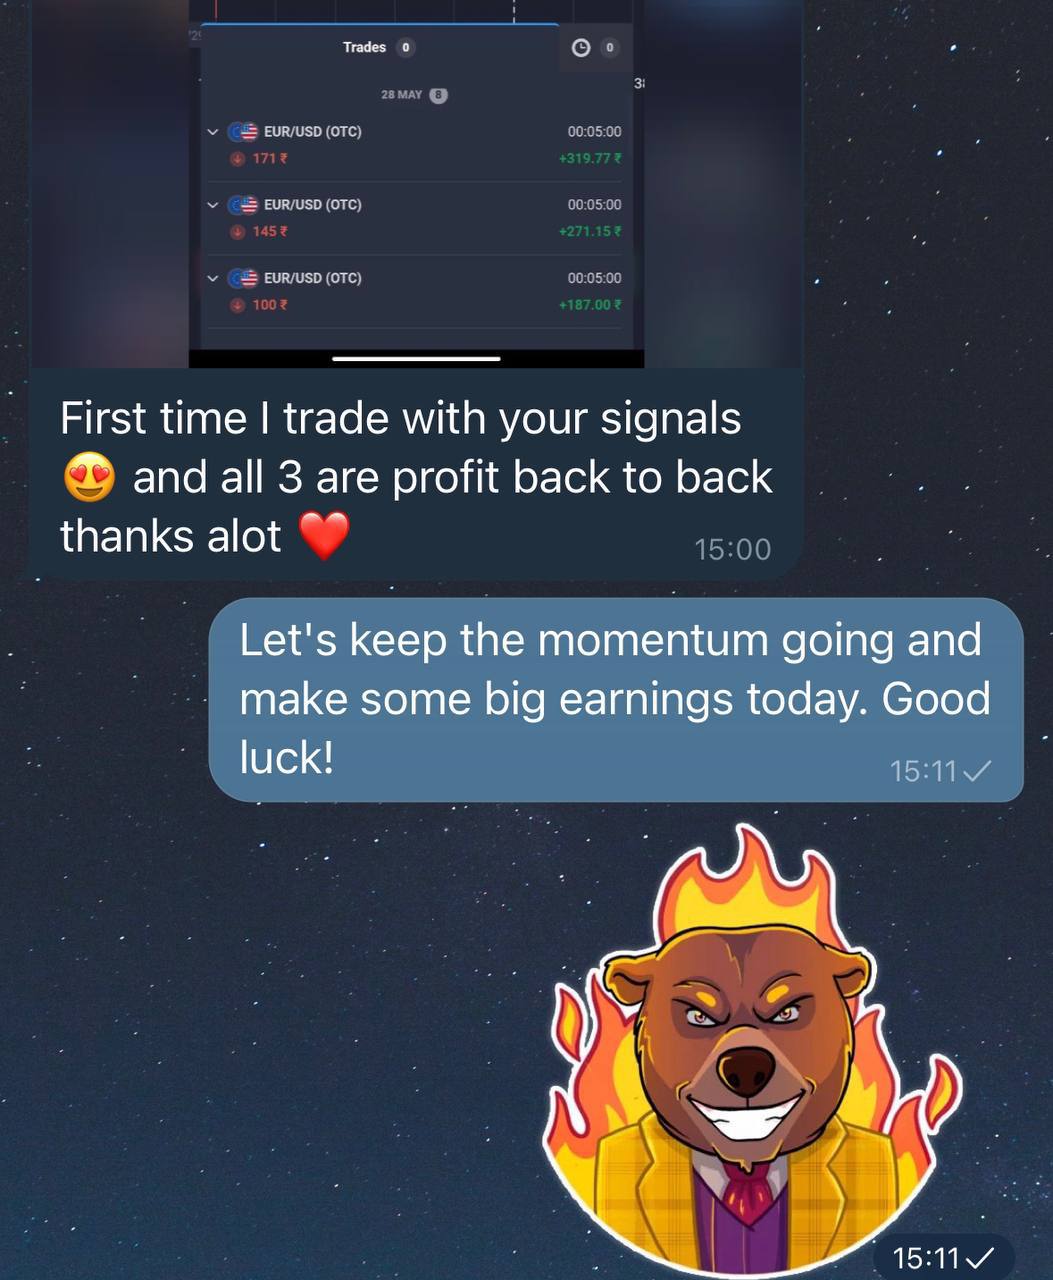 Trades 0 0
28 MAY 8
EUR/USD (OTC) 00:05:00
171 ₹ +319.77 ₹
EUR/USD (OTC) 00:05:00
145 ₹ +271.15 ₹
EUR/USD (OTC) 00:05:00
100 ₹ +187.00 ₹
First time I trade with your signals
😍 and all 3 are profit back to back
thanks alot ❤️
15:00
Let's keep the momentum going and
make some big earnings today. Good
luck!
15:11
15:11